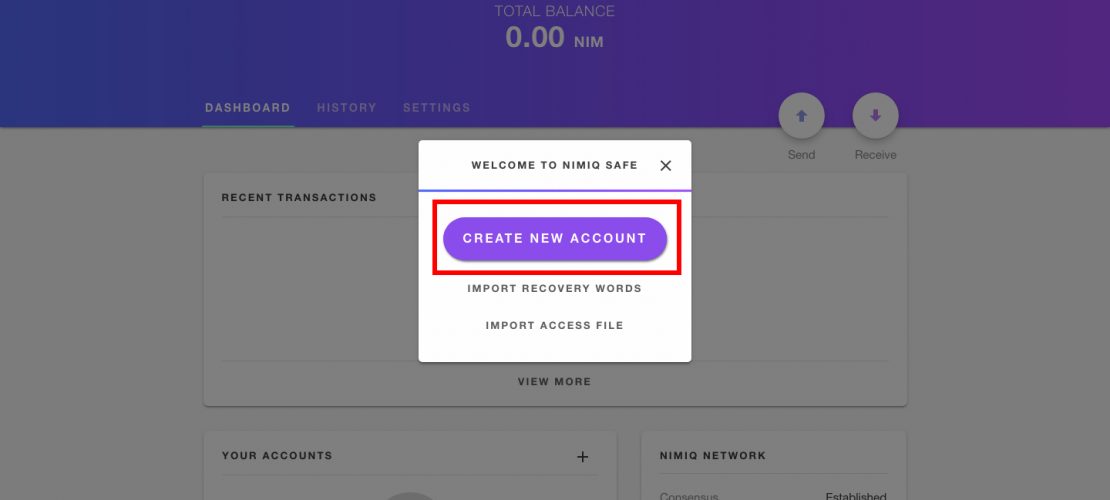 TOTAL BALANCE
0.00 NIM
DASHBOARD HISTORY SETTINGS
Send Receive
WELCOME TO NIMIQ SAFE
RECENT TRANSACTIONS
CREATE NEW ACCOUNT
IMPORT RECOVERY WORDS
IMPORT ACCESS FILE
VIEW MORE
YOUR ACCOUNTS
NIMIQ NETWORK
Consensus Established